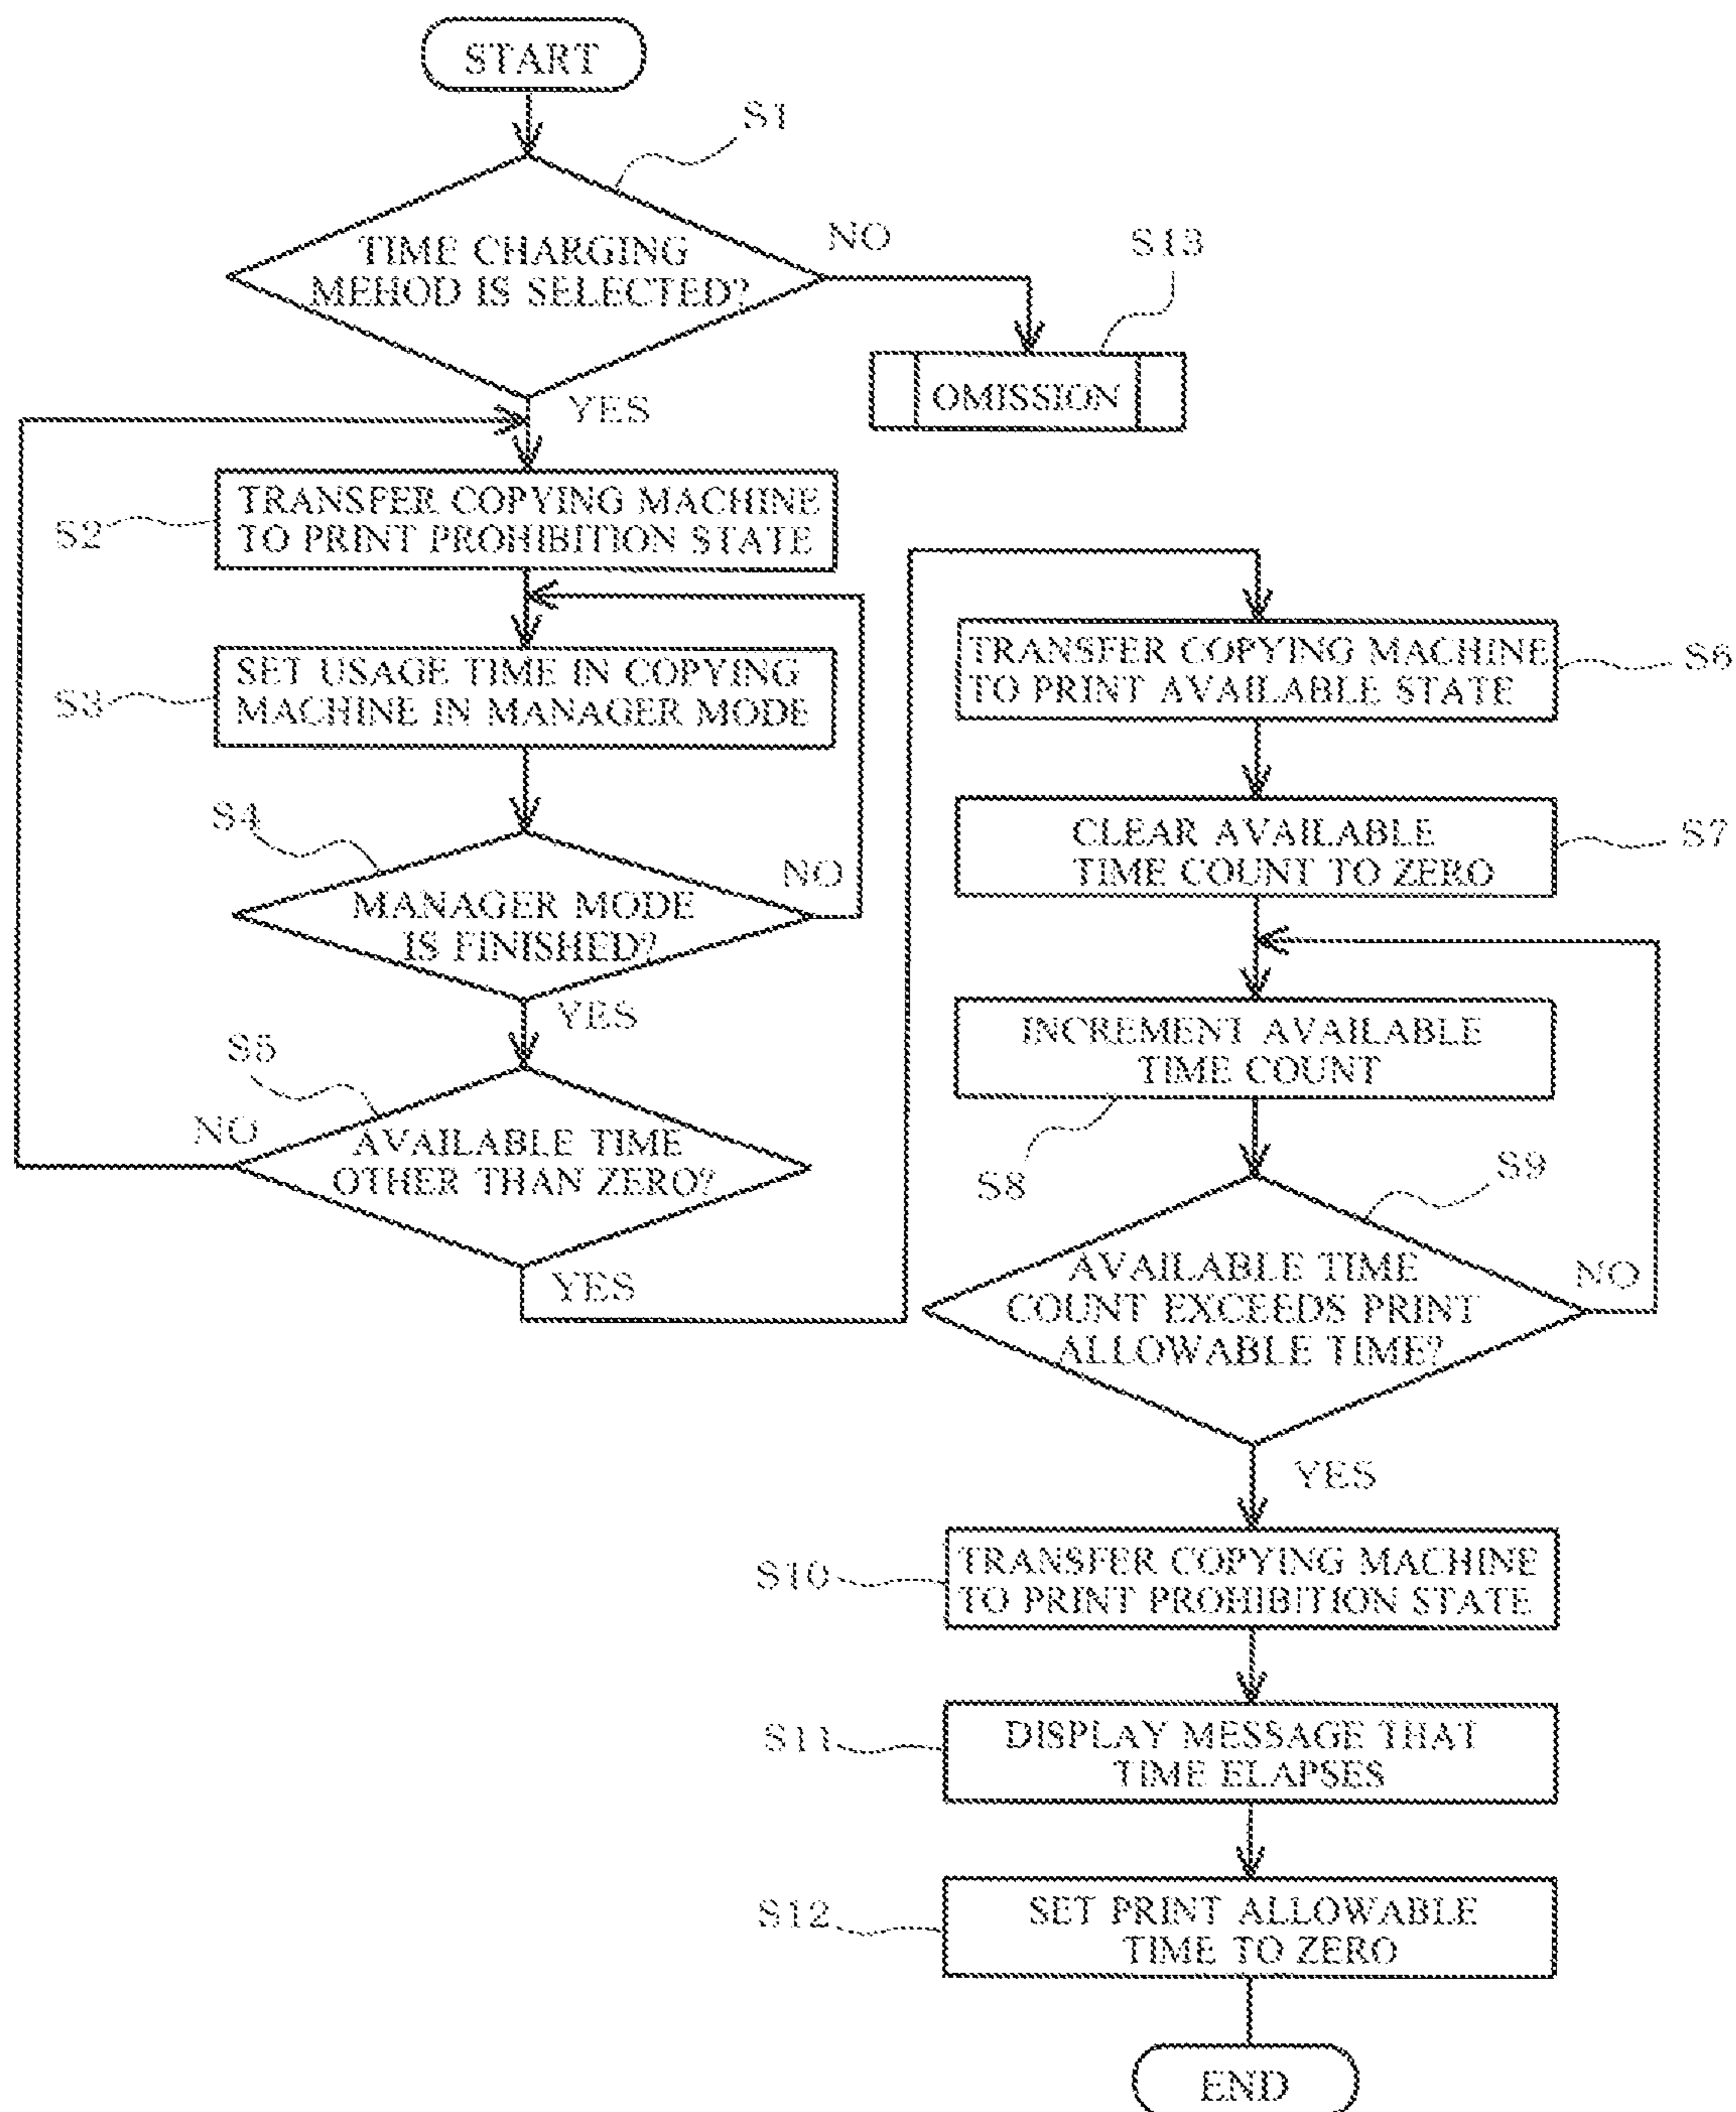 START
S1
TIME CHARGING
MEHOD IS SELECTED?
NO
S13
OMISSION
YES
TRANSFER COPYING MACHINE
TO PRINT PROHIBITION STATE
S2
SET USAGE TIME IN COPYING
MACHINE IN MANAGER MODE
S3
S4
MANAGER MODE
IS FINISHED?
NO
YES
S5
AVAILABLE TIME
OTHER THAN ZERO?
NO
YES
TRANSFER COPYING MACHINE
TO PRINT AVAILABLE STATE
S6
CLEAR AVAILABLE
TIME COUNT TO ZERO
S7
INCREMENT AVAILABLE
TIME COUNT
S8
S9
AVAILABLE TIME
COUNT EXCEEDS PRINT
ALLOWABLE TIME?
NO
YES
S10
TRANSFER COPYING MACHINE
TO PRINT PROHIBITION STATE
S11
DISPLAY MESSAGE THAT
TIME ELAPSES
S12
SET PRINT ALLOWABLE
TIME TO ZERO
END